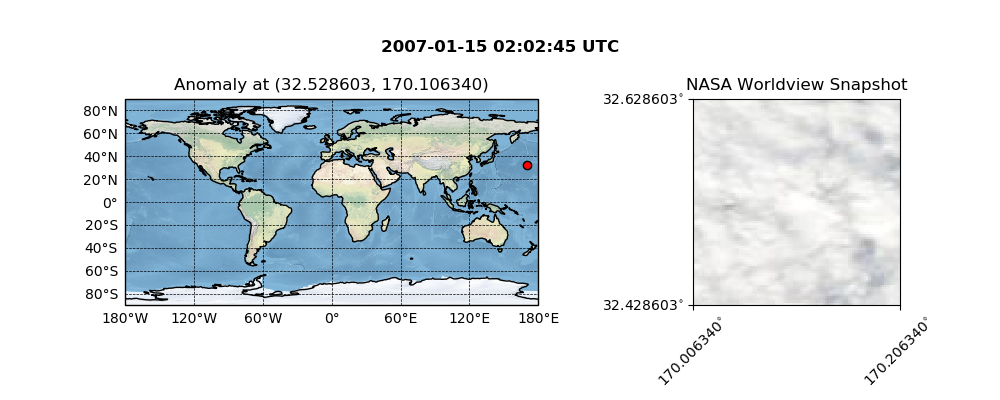 2007-01-15 02:02:45 UTC
Anomaly at (32.528603, 170.106340)
NASA Worldview Snapshot
80°N
60°N
40°N
20°N
0°
20°S
40°S
60°S
80°S
180°W 120°W 60°W 0° 60°E 120°E 180°E
32.628603°
32.428603°
170.006340°
170.206340°